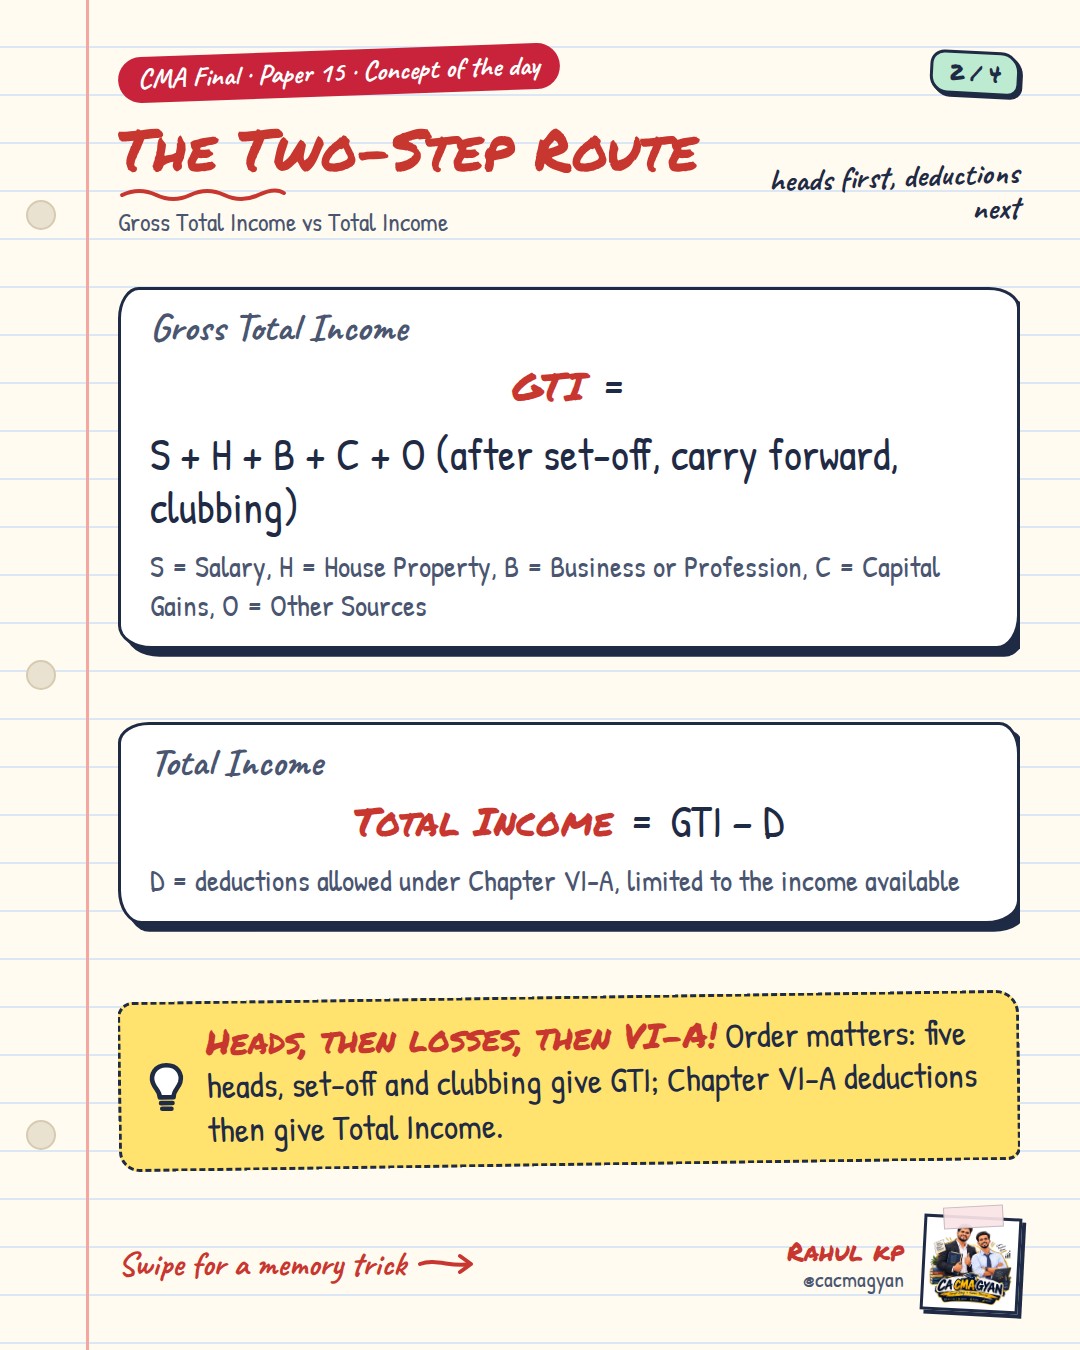 CMA Final · Paper 15 · Concept of the day
2/4
The Two-Step Route
heads first, deductions
next
Gross Total Income vs Total Income
Gross Total Income
GTI =
S + H + B + C + O (after set-off, carry forward,
clubbing)
S = Salary, H = House Property, B = Business or Profession, C = Capital
Gains, O = Other Sources
Total Income
Total Income = GTI – D
D = deductions allowed under Chapter VI-A, limited to the income available
Heads, then losses, then VI-A! Order matters: five
heads, set-off and clubbing give GTI; Chapter VI-A deductions
then give Total Income.
Swipe for a memory trick
Rahul KP
@cacmagyan
CA CMA GYAN